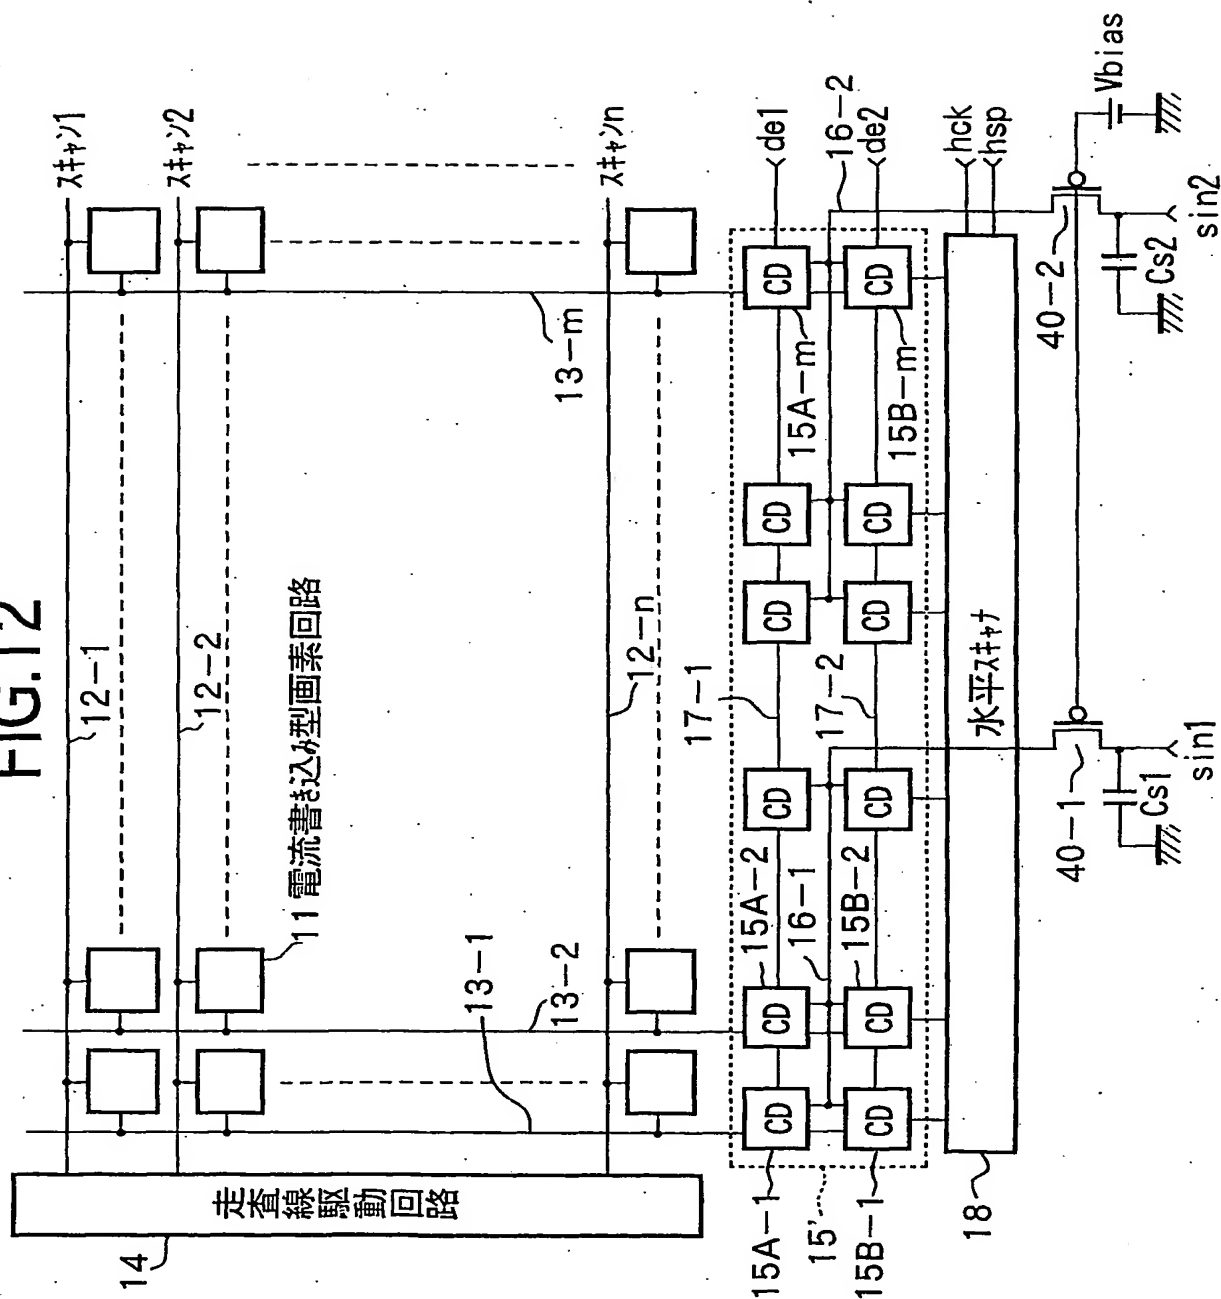 FIG.12
スキャン1
12-1
スキャン2
12-2
11 電流書き込み型画素回路
スキャンn
12-n
13-1
13-2
13-m
走査線駆動回路
14
CD
CD
CD
CD
CD
CD
de1
15A-1
15A-2
17-1
15A-m
16-1
16-2
CD
CD
CD
CD
CD
CD
de2
15'
15B-1
15B-2
17-2
15B-m
水平スキャナ
18
hck
hsp
40-1
Cs1
sin1
40-2
Cs2
sin2
Vbias